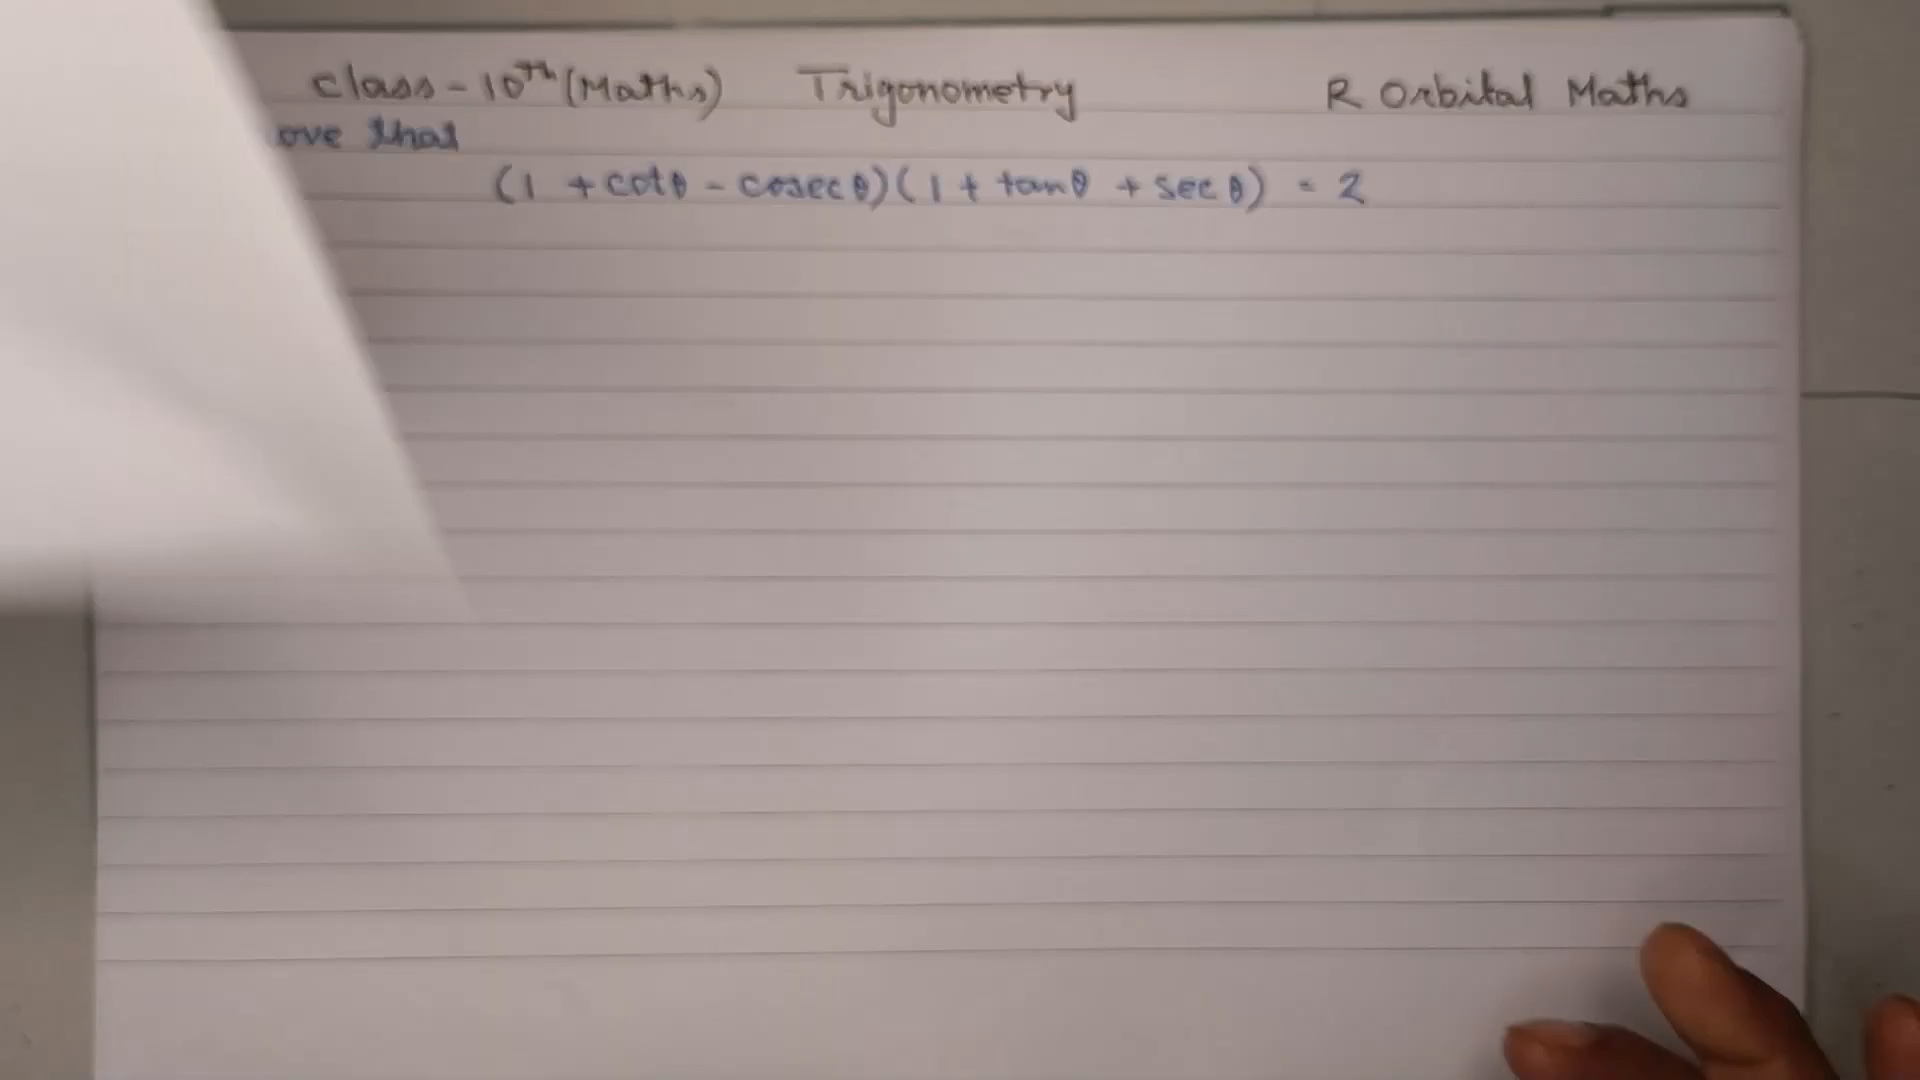 class - 10th (Maths) Trigonometry R Orbital Maths
ove that
(1 + cotθ - cosecθ)(1 + tanθ + secθ) = 2